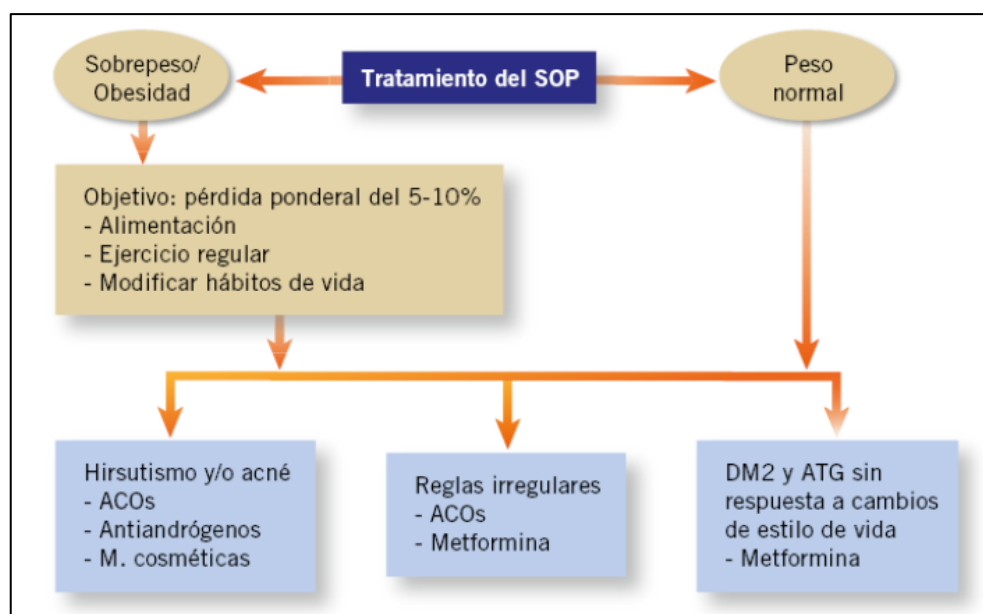 Sobrepeso/
Obesidad
Tratamiento del SOP
Peso
normal
Objetivo: pérdida ponderal del 5-10%
- Alimentación
- Ejercicio regular
- Modificar hábitos de vida
Hirsutismo y/o acné
- ACOs
- Antiandrógenos
- M. cosméticas
Reglas irregulares
- ACOs
- Metformina
DM2 y ATG sin
respuesta a cambios
de estilo de vida
- Metformina